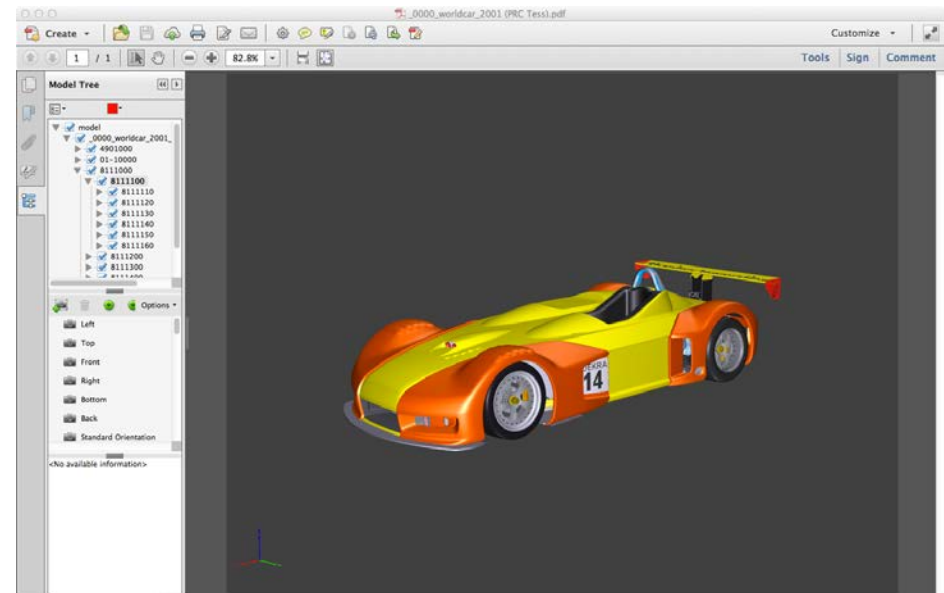 _0000_worldcar_2001 (PRC Tess).pdf
Create
Customize
1 / 1
82.8%
Tools Sign Comment
Model Tree
model
_0000_worldcar_2001_
4901000
01-10000
8111000
8111100
8111110
8111120
8111130
8111140
8111150
8111160
8111200
8111300
8111400
Options
Left
Top
Front
Right
Bottom
Back
Standard Orientation
<No available information>
DEKRA
14